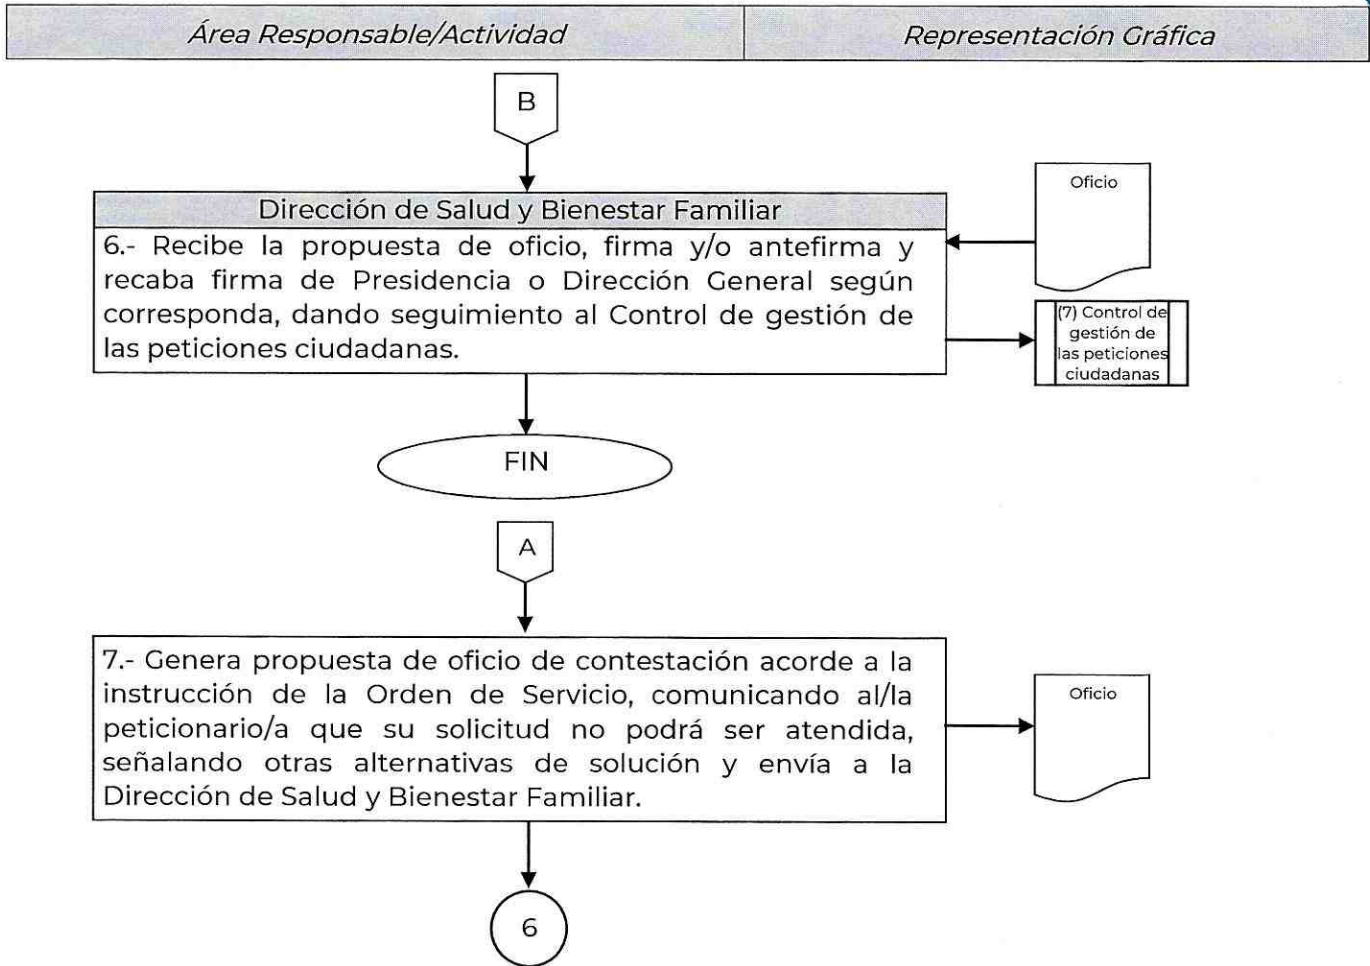 Área Responsable/Actividad
Representación Gráfica
B
Dirección de Salud y Bienestar Familiar
6.- Recibe la propuesta de oficio, firma y/o antefirma y
recaba firma de Presidencia o Dirección General según
corresponda, dando seguimiento al Control de gestión de
las peticiones ciudadanas.
Oficio
(7) Control de
gestión de
las peticiones
ciudadanas
FIN
A
7.- Genera propuesta de oficio de contestación acorde a la
instrucción de la Orden de Servicio, comunicando al/la
peticionario/a que su solicitud no podrá ser atendida,
señalando otras alternativas de solución y envía a la
Dirección de Salud y Bienestar Familiar.
Oficio
6